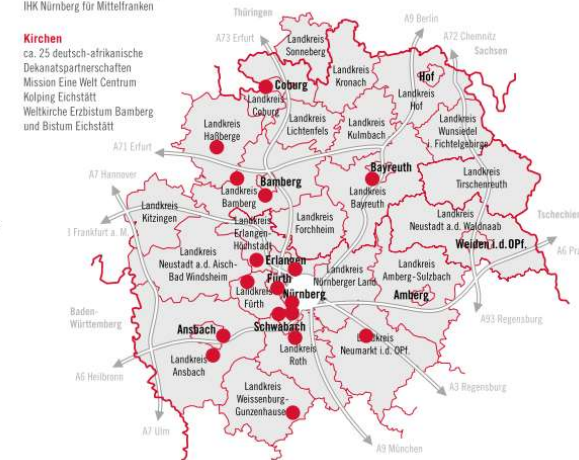 IHK Nürnberg für Mittelfranken
Kirchen
ca. 25 deutsch-afrikanische
Dekanatspartnerschaften
Mission Eine Welt Centrum
Kolping Eichstätt
Weltkirche Erzbistum Bamberg
und Bistum Eichstätt
Thüringen
A9 Berlin
A73 Erfurt
Landkreis
Sonneberg
A72 Chemnitz
Sachsen
Landkreis
Kronach
Hof
Coburg
Landkreis
Coburg
Landkreis
Hof
Landkreis
Lichtenfels
Landkreis
Kulmbach
Landkreis
Wunsiedel
i. Fichtelgebirge
Landkreis
Haßberge
A71 Erfurt
Bayreuth
A7 Hannover
Bamberg
Landkreis
Tirschenreuth
Landkreis
Bamberg
Landkreis
Bayreuth
Landkreis
Kitzingen
Landkreis
Erlangen-
Höchstadt
Landkreis
Forchheim
Landkreis
Neustadt a.d. Waldnaab
Tschechien
Frankfurt a. M.
Weiden i.d.OPf.
A6
Landkreis
Neustadt a.d. Aisch-
Bad Windsheim
Erlangen
Fürth
Landkreis
Nürnberger Land
Landkreis
Amberg-Sulzbach
Landkreis
Fürth
Nürnberg
Amberg
Baden-
Württemberg
A93 Regensburg
Ansbach
Schwabach
Landkreis
Ansbach
Landkreis
Roth
Landkreis
Neumarkt i.d. OPf.
A6 Heilbronn
Landkreis
Weissenburg-
Gunzenhausen
A3 Regensburg
A7 Ulm
A9 München